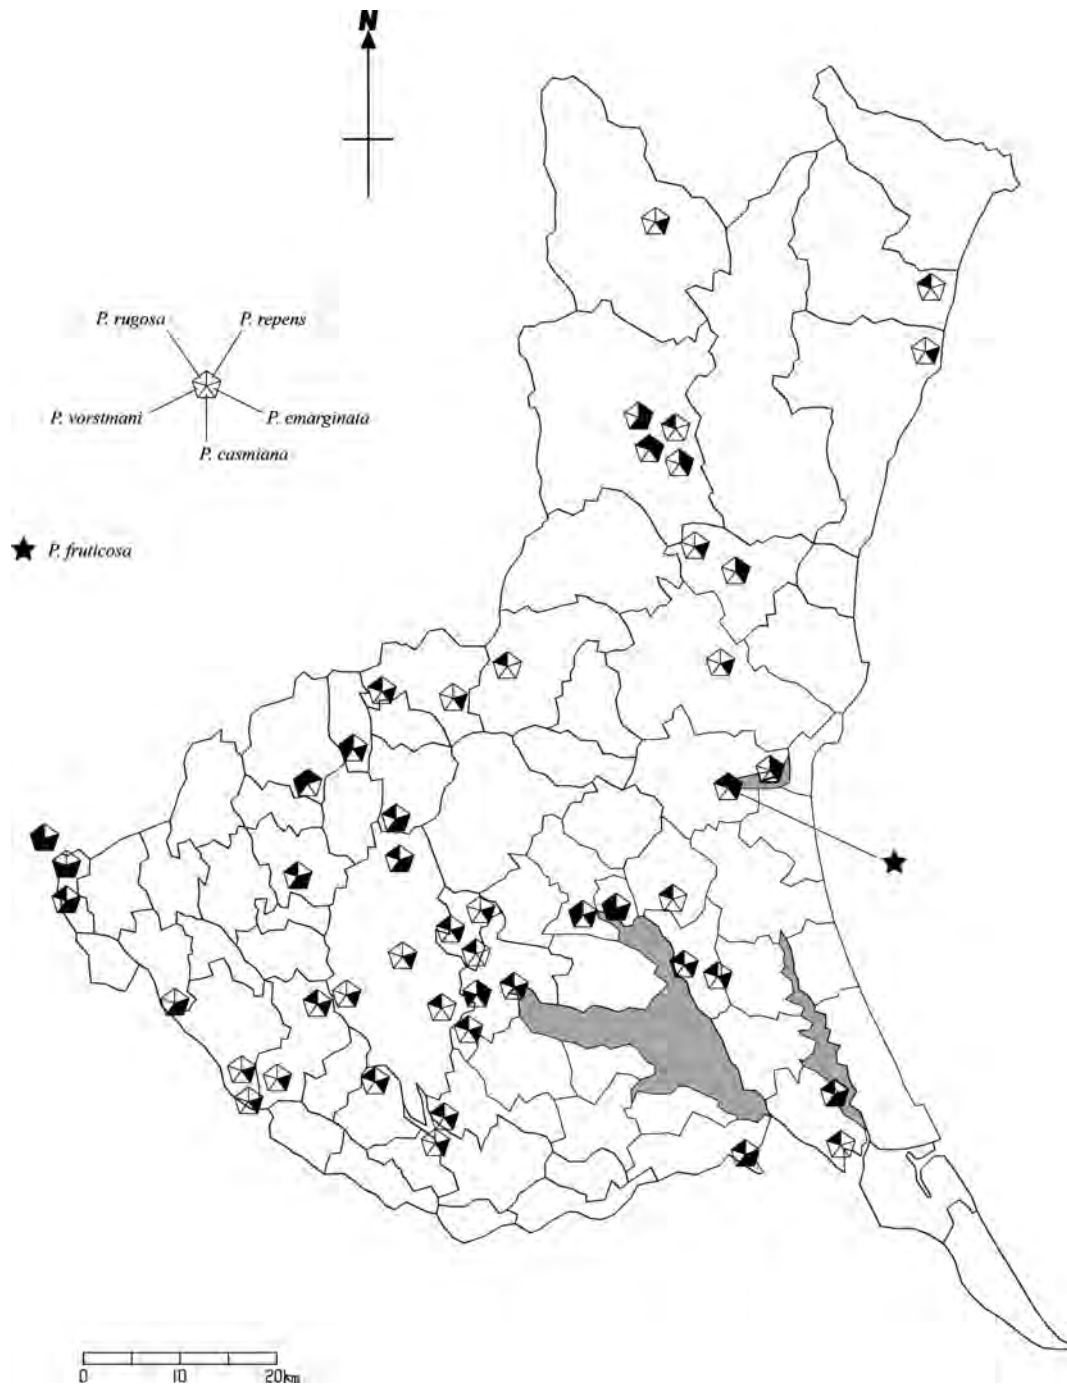 N
P. rugosa
P. repens
P. vorstmani
P. emarginata
P. casmiana
P. fruticosa
0 10 20km